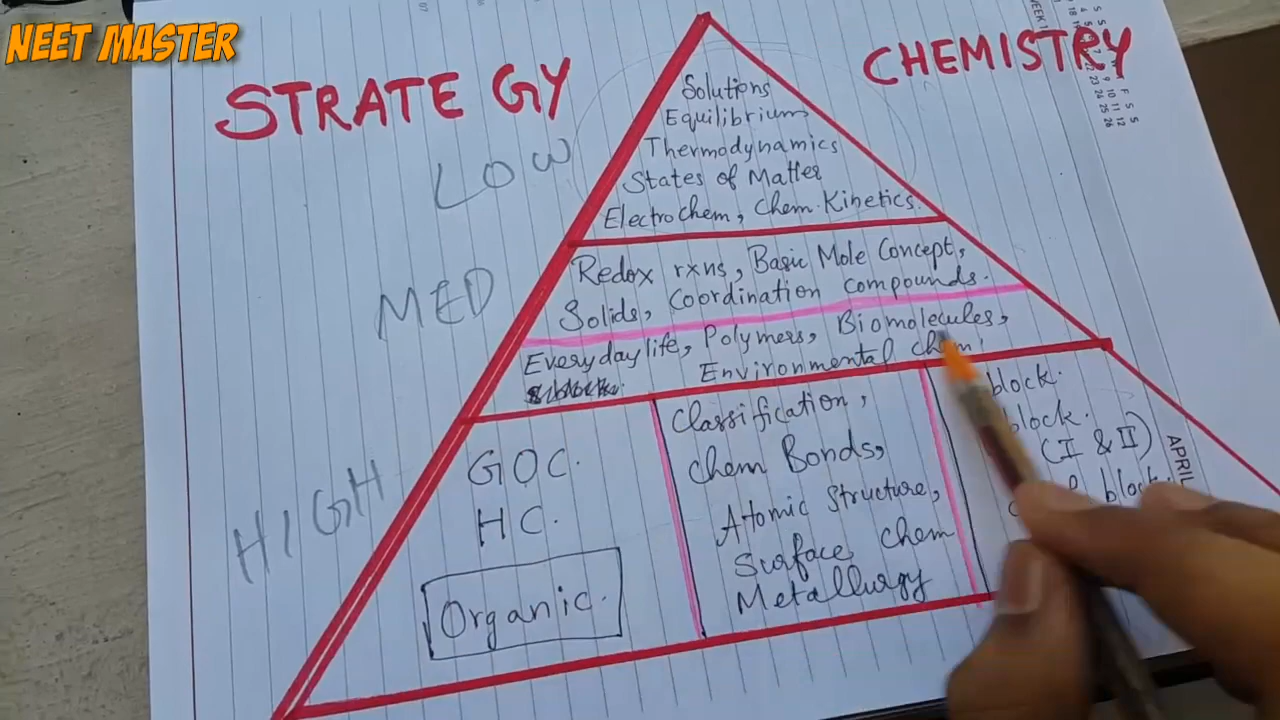 NEET MASTER
STRATEGY
CHEMISTRY
LOW
MED
HIGH
Solutions
Equilibrium
Thermodynamics
States of Matter
Electrochem, Chem. Kinetics.
Redox rxns, Basic Mole Concept,
Solids, Coordination compounds.
Everyday life, Polymers, Biomolecules,
Environmental chem
GOC.
HC.
Organic.
Classification,
Chem Bonds,
Atomic Structure,
Surface chem
Metallurgy
block.
block.
(I & II)
block.
APRIL
WEEK